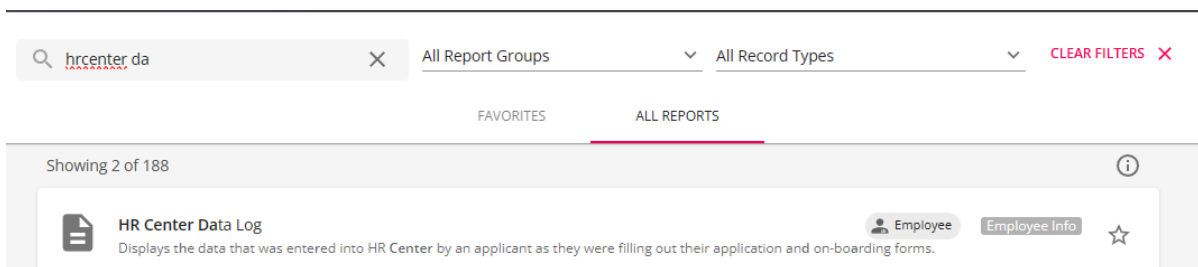 hrcenter da
All Report Groups
All Record Types
CLEAR FILTERS
FAVORITES
ALL REPORTS
Showing 2 of 188
HR Center Data Log
Employee
Employee Info
Displays the data that was entered into HR Center by an applicant as they were filling out their application and on-boarding forms.